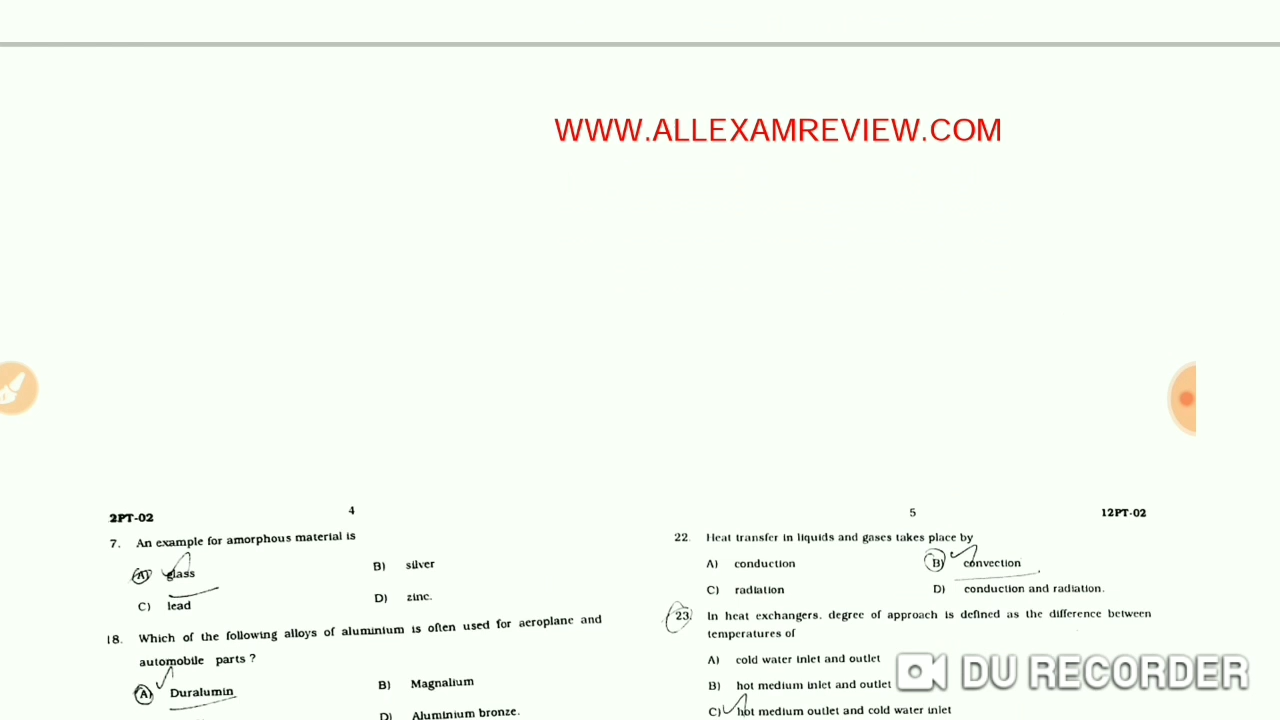 WWW.ALLEXAMREVIEW.COM
2PT-02
4
7. An example for amorphous material is
A) glass
B) silver
C) lead
D) zinc.
18. Which of the following alloys of aluminium is often used for aeroplane and
automobile parts ?
A) Duralumin
B) Magnalium
D) Aluminium bronze.
5
12PT-02
22. Heat transfer in liquids and gases takes place by
A) conduction
B) convection
C) radiation
D) conduction and radiation.
23. In heat exchangers, degree of approach is defined as the difference between
temperatures of
A) cold water inlet and outlet
B) hot medium inlet and outlet
C) hot medium outlet and cold water inlet
DU RECORDER